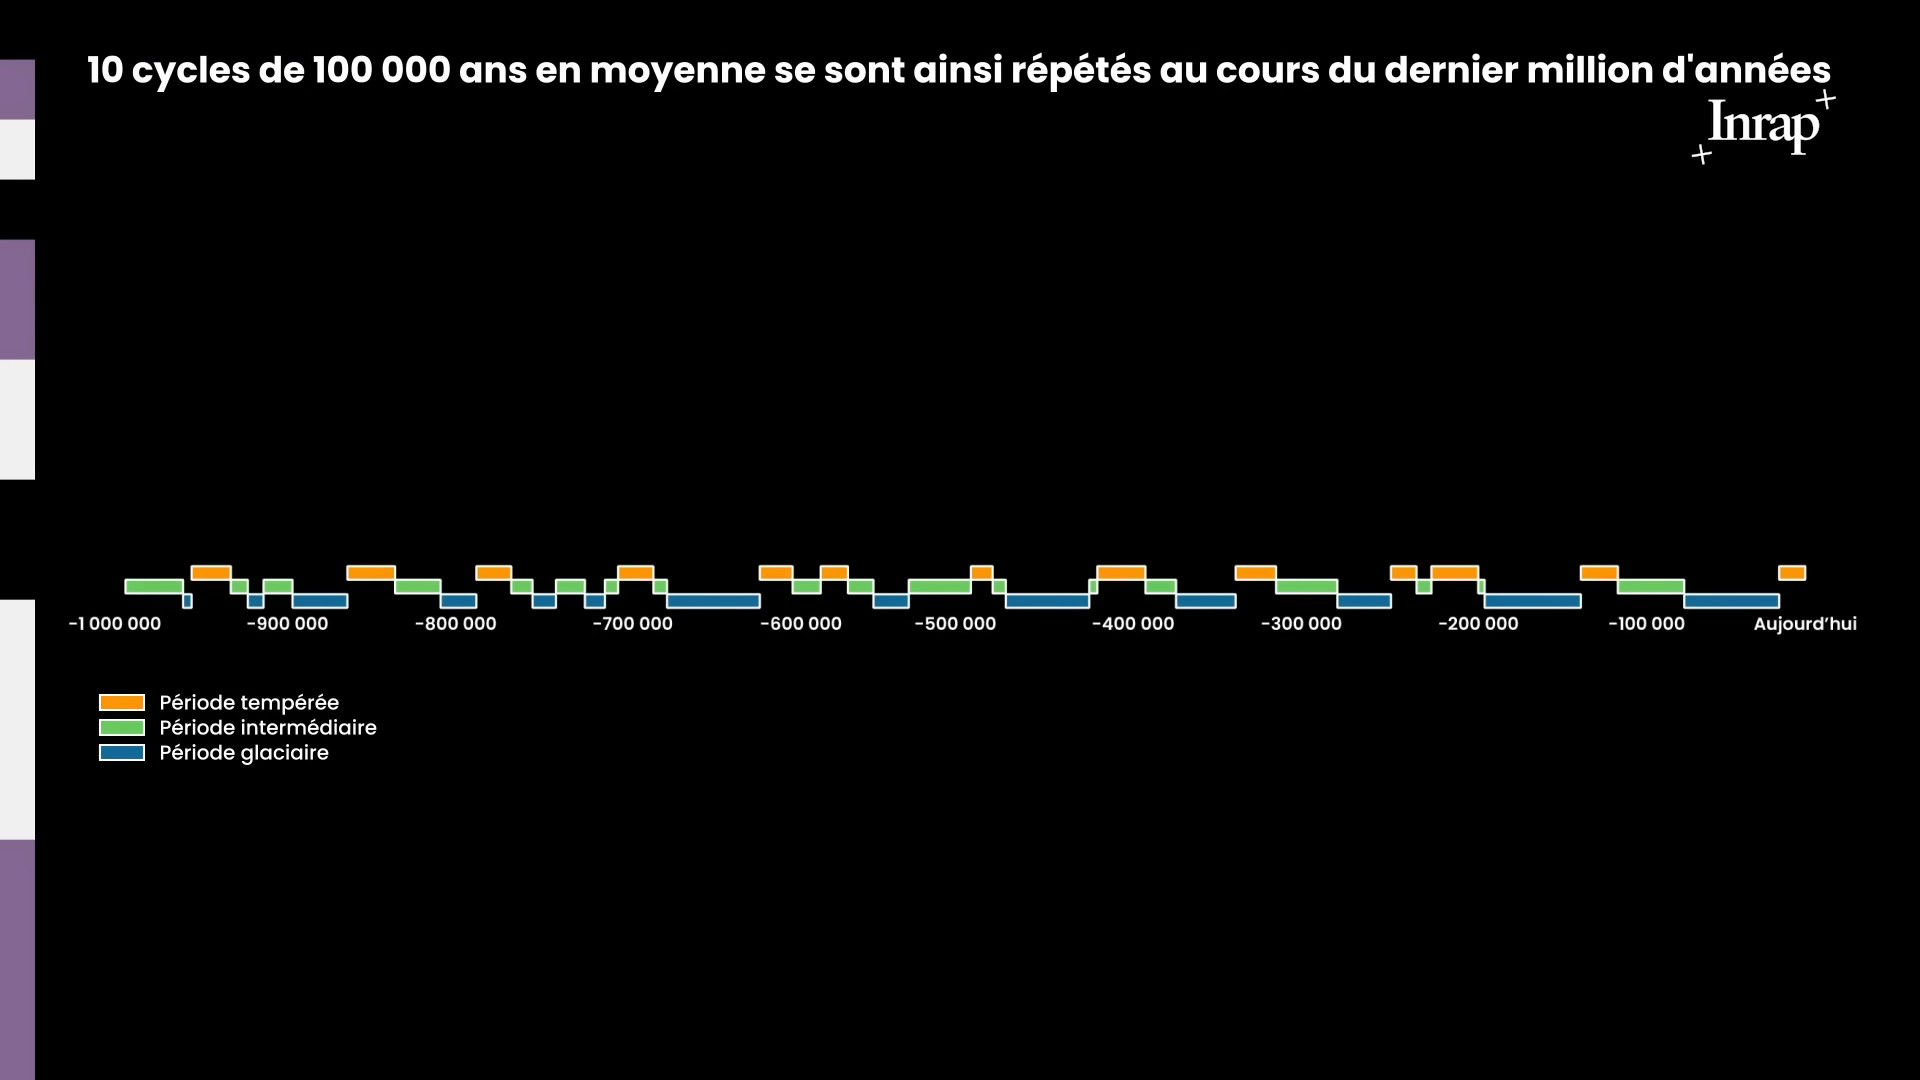 10 cycles de 100 000 ans en moyenne se sont ainsi répétés au cours du dernier million d'années
Inrap
-1 000 000 -900 000 -800 000 -700 000 -600 000 -500 000 -400 000 -300 000 -200 000 -100 000 Aujourd’hui
Période tempérée
Période intermédiaire
Période glaciaire